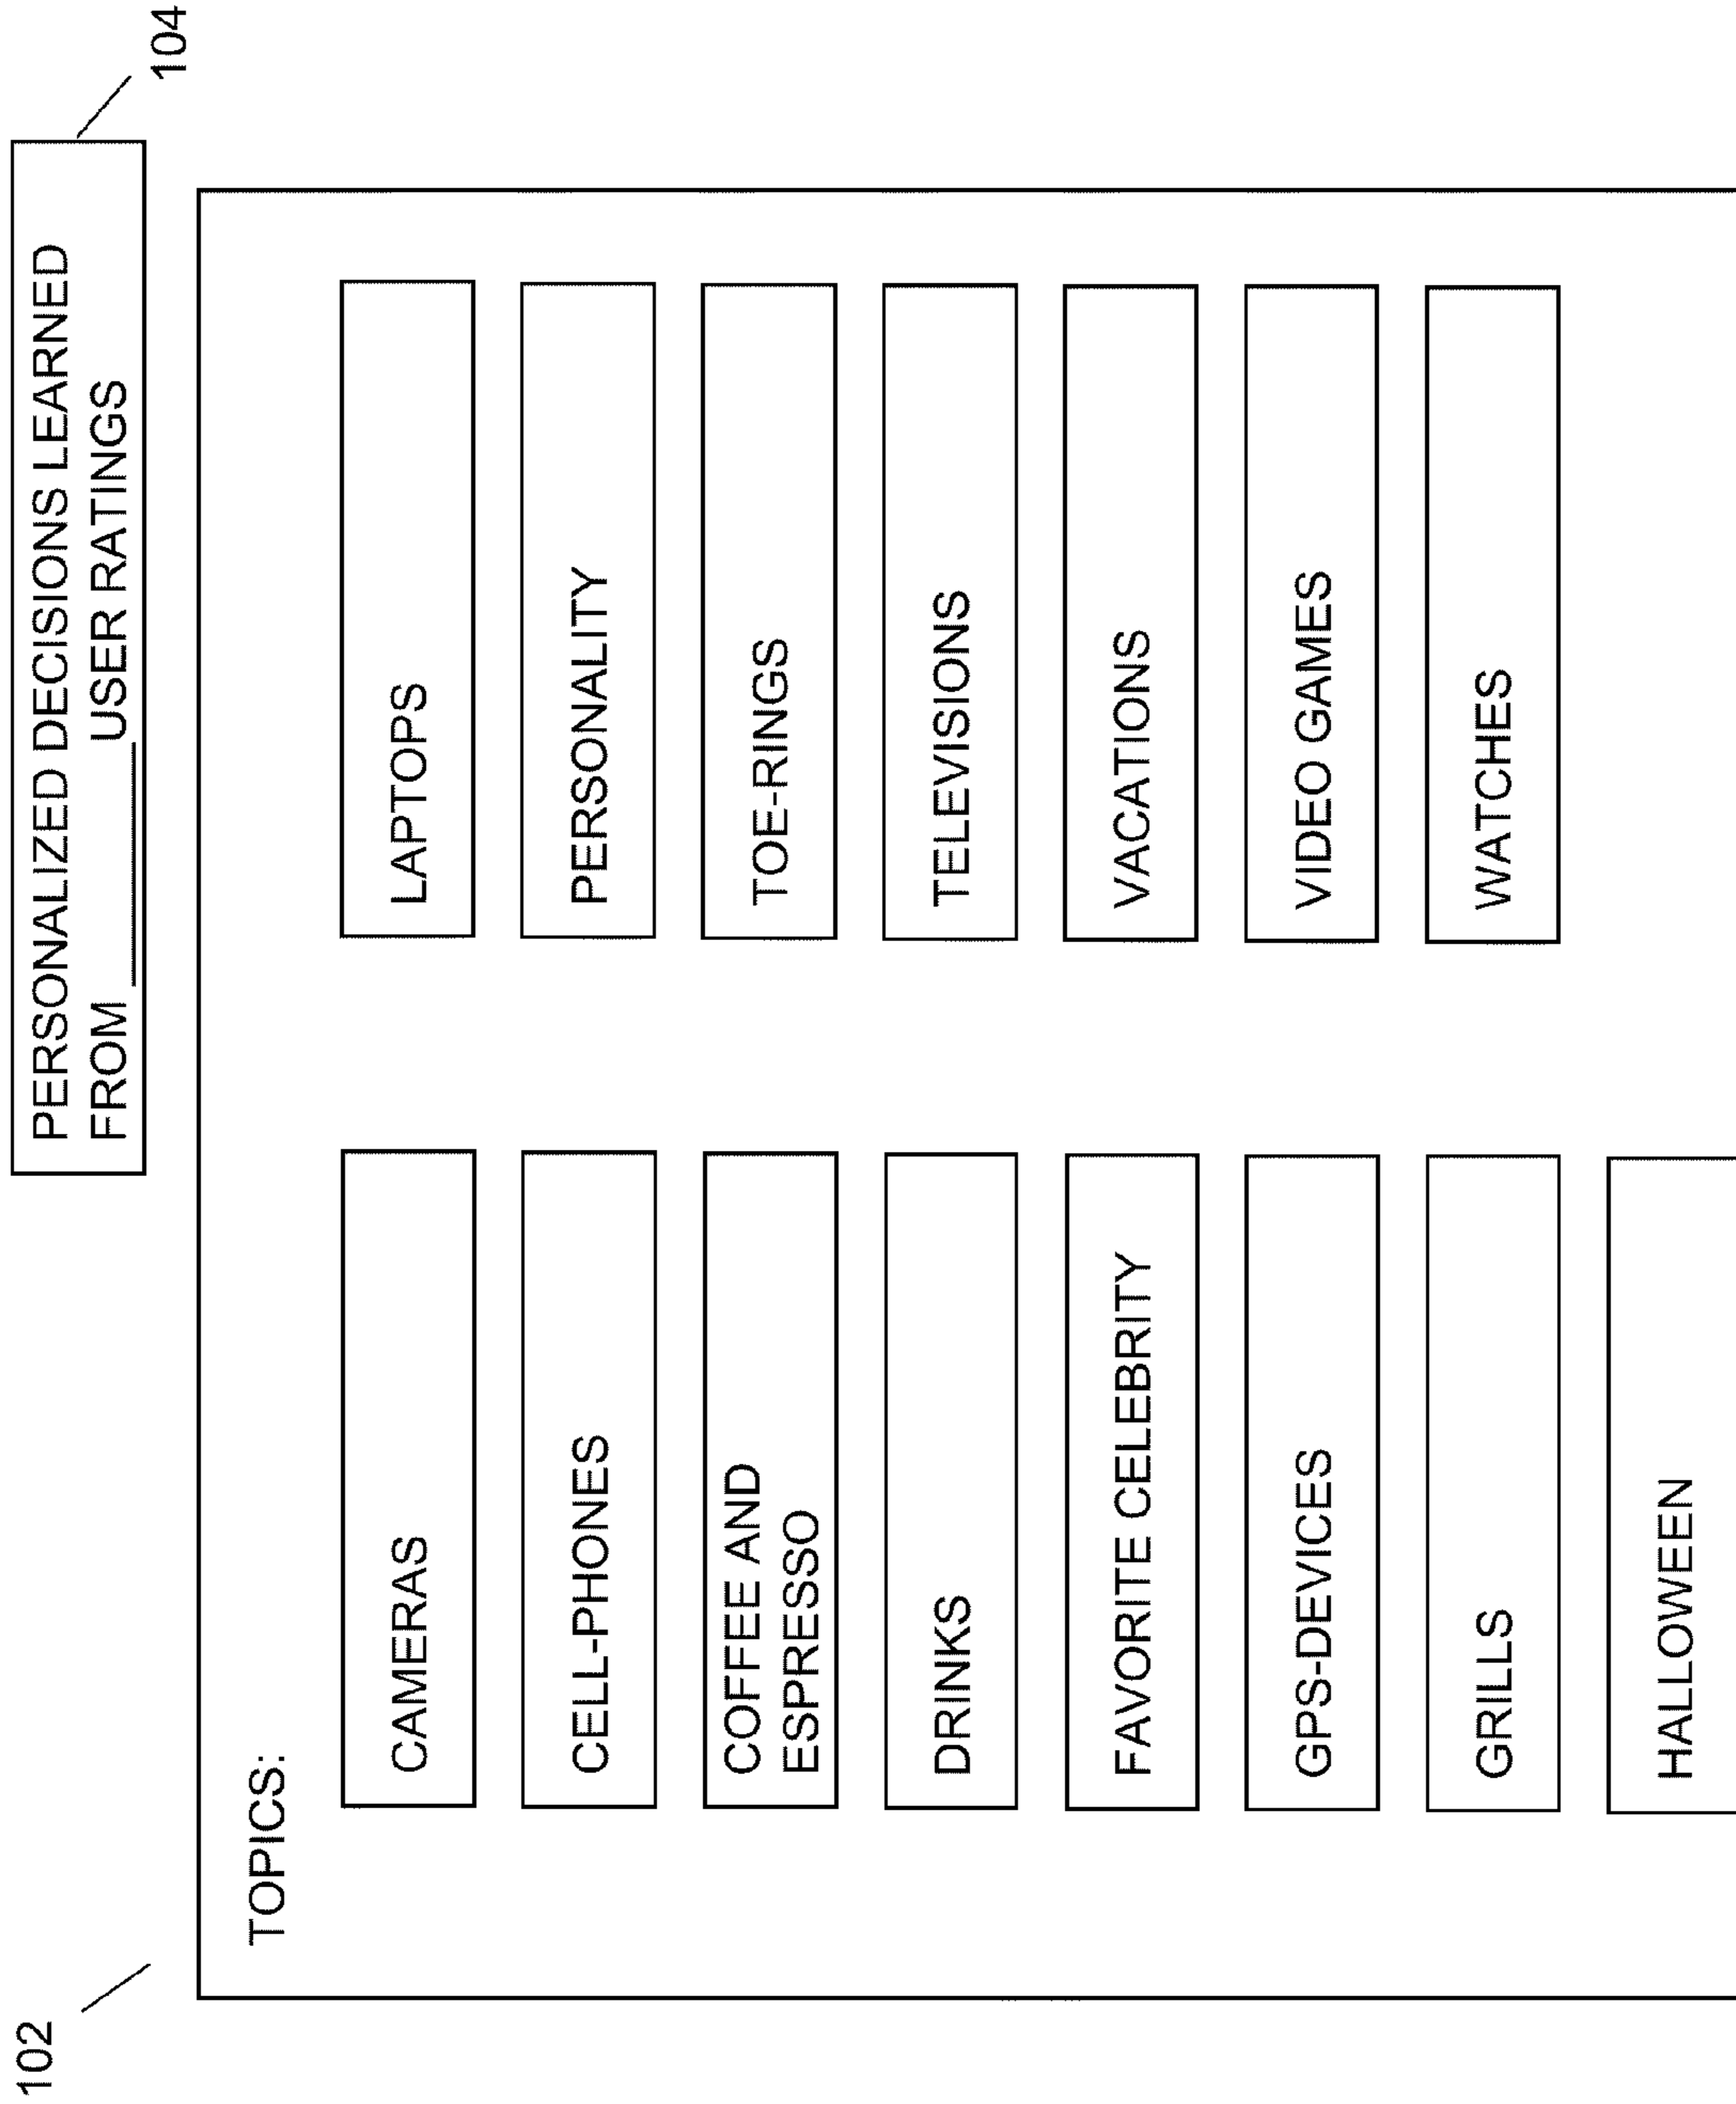 102
PERSONALIZED DECISIONS LEARNED
FROM __________ USER RATINGS
104
TOPICS:
CAMERAS
CELL-PHONES
COFFEE AND
ESPRESSO
DRINKS
FAVORITE CELEBRITY
GPS-DEVICES
GRILLS
HALLOWEEN
LAPTOPS
PERSONALITY
TOE-RINGS
TELEVISIONS
VACATIONS
VIDEO GAMES
WATCHES